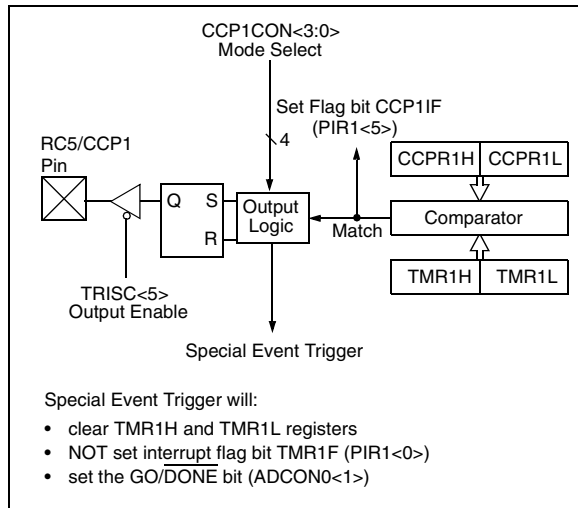 CCP1CON<3:0>
Mode Select
Set Flag bit CCP1IF
(PIR1<5>)
4
RC5/CCP1
Pin
CCPR1H CCPR1L
Q S
R
Output
Logic
Match
Comparator
TRISC<5>
Output Enable
TMR1H TMR1L
Special Event Trigger
Special Event Trigger will:
• clear TMR1H and TMR1L registers
• NOT set interrupt flag bit TMR1F (PIR1<0>)
• set the GO/DONE bit (ADCON0<1>)